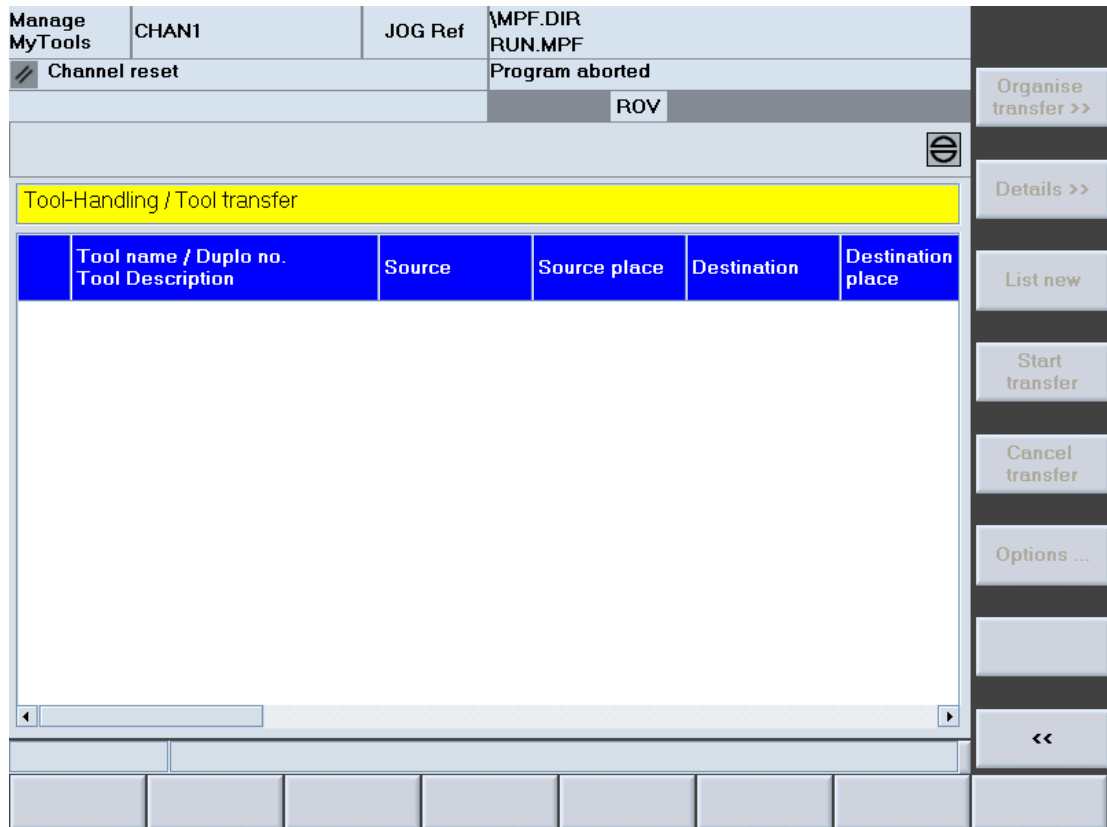 Manage
MyTools
CHAN1
JOG Ref
\MPF.DIR
RUN.MPF
Channel reset
Program aborted
ROV
Tool-Handling / Tool transfer
Tool name / Duplo no.
Tool Description
Source
Source place
Destination
Destination
place
Organise
transfer >>
Details >>
List new
Start
transfer
Cancel
transfer
Options ...
<<